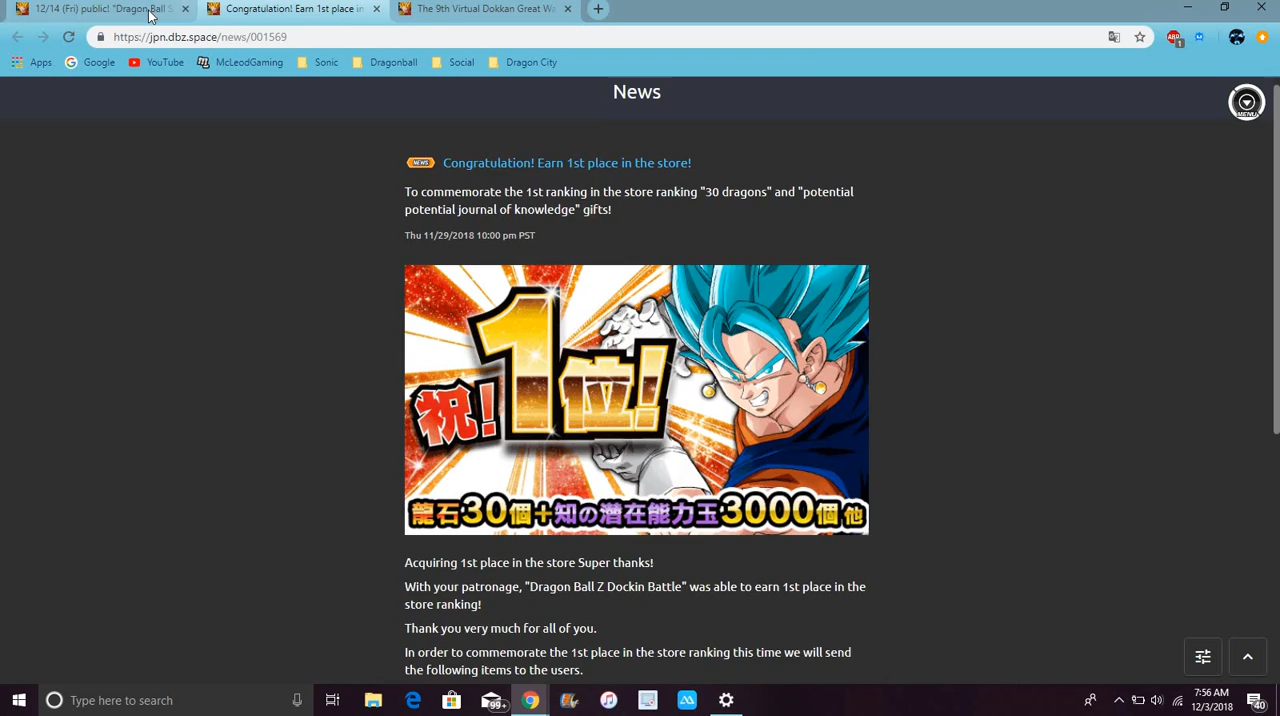 12/14 (Fri) public! "Dragon Ball S
Congratulation! Earn 1st place in
The 9th Virtual Dokkan Great Wa
https://jpn.dbz.space/news/001569
ABP
1
Apps
Google
YouTube
McLeodGaming
Sonic
Dragonball
Social
Dragon City
News
MENU
NEWS
Congratulation! Earn 1st place in the store!
To commemorate the 1st ranking in the store ranking "30 dragons" and "potential
potential journal of knowledge" gifts!
Thu 11/29/2018 10:00 pm PST
祝!1位!
龍石30個+知の潜在能力玉3000個 他
Acquiring 1st place in the store Super thanks!
With your patronage, "Dragon Ball Z Dockin Battle" was able to earn 1st place in the
store ranking!
Thank you very much for all of you.
In order to commemorate the 1st place in the store ranking this time we will send
the following items to the users.
Type here to search
99+
7:56 AM
12/3/2018
40